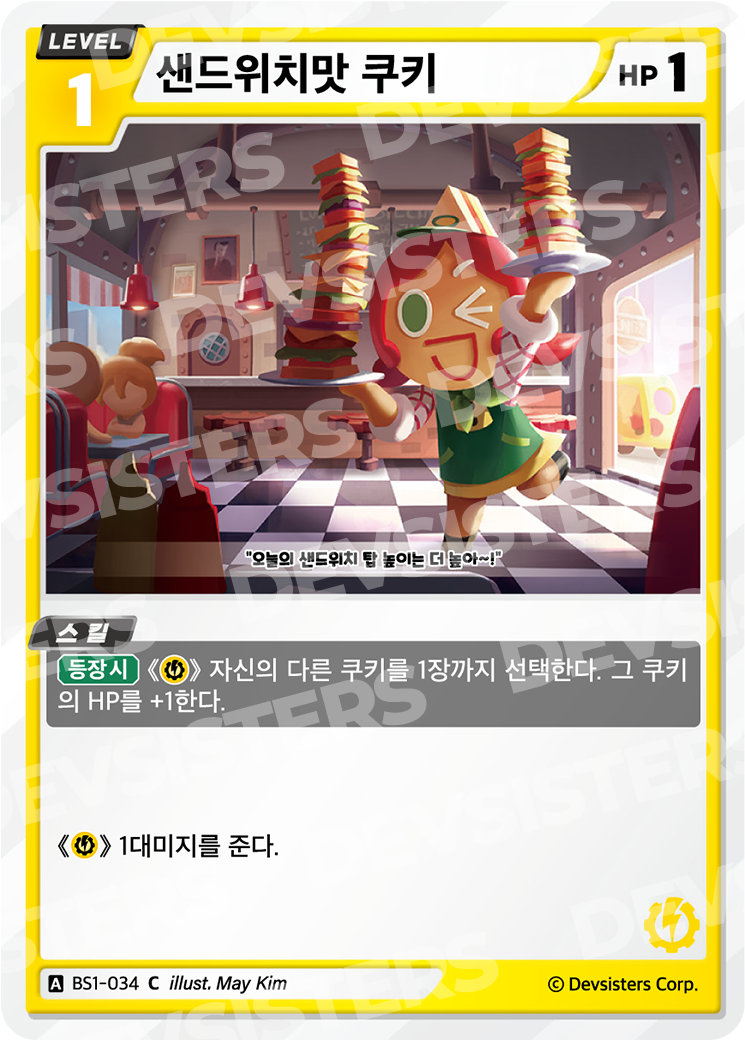 LEVEL
1
샌드위치맛 쿠키
HP 1
"오늘의 샌드위치 탑 높이는 더 높아~!"
스킬
등장시 《》 자신의 다른 쿠키를 1장까지 선택한다. 그 쿠키
의 HP를 +1한다.
《》 1대미지를 준다.
A BS1-034 C illust. May Kim
© Devsisters Corp.
DEVSISTERS